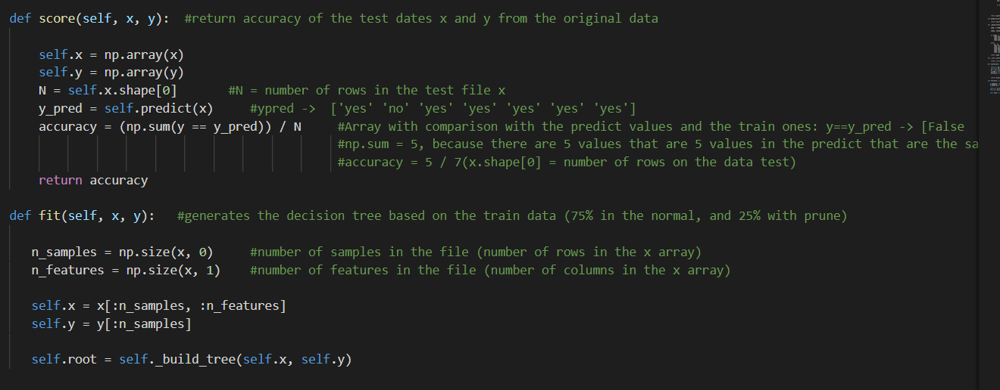 def score(self, x, y):  #return accuracy of the test dates x and y from the original data
self.x = np.array(x)
self.y = np.array(y)
N = self.x.shape[0]       #N = number of rows in the test file x
y_pred = self.predict(x)     #ypred ->  ['yes' 'no' 'yes' 'yes' 'yes' 'yes' 'yes']
accuracy = (np.sum(y == y_pred)) / N     #Array with comparison with the predict values and the train ones: y==y_pred -> [False
#np.sum = 5, because there are 5 values that are 5 values in the predict that are the sa
#accuracy = 5 / 7(x.shape[0] = number of rows on the data test)
return accuracy
def fit(self, x, y):   #generates the decision tree based on the train data (75% in the normal, and 25% with prune)
n_samples = np.size(x, 0)     #number of samples in the file (number of rows in the x array)
n_features = np.size(x, 1)    #number of features in the file (number of columns in the x array)
self.x = x[:n_samples, :n_features]
self.y = y[:n_samples]
self.root = self._build_tree(self.x, self.y)